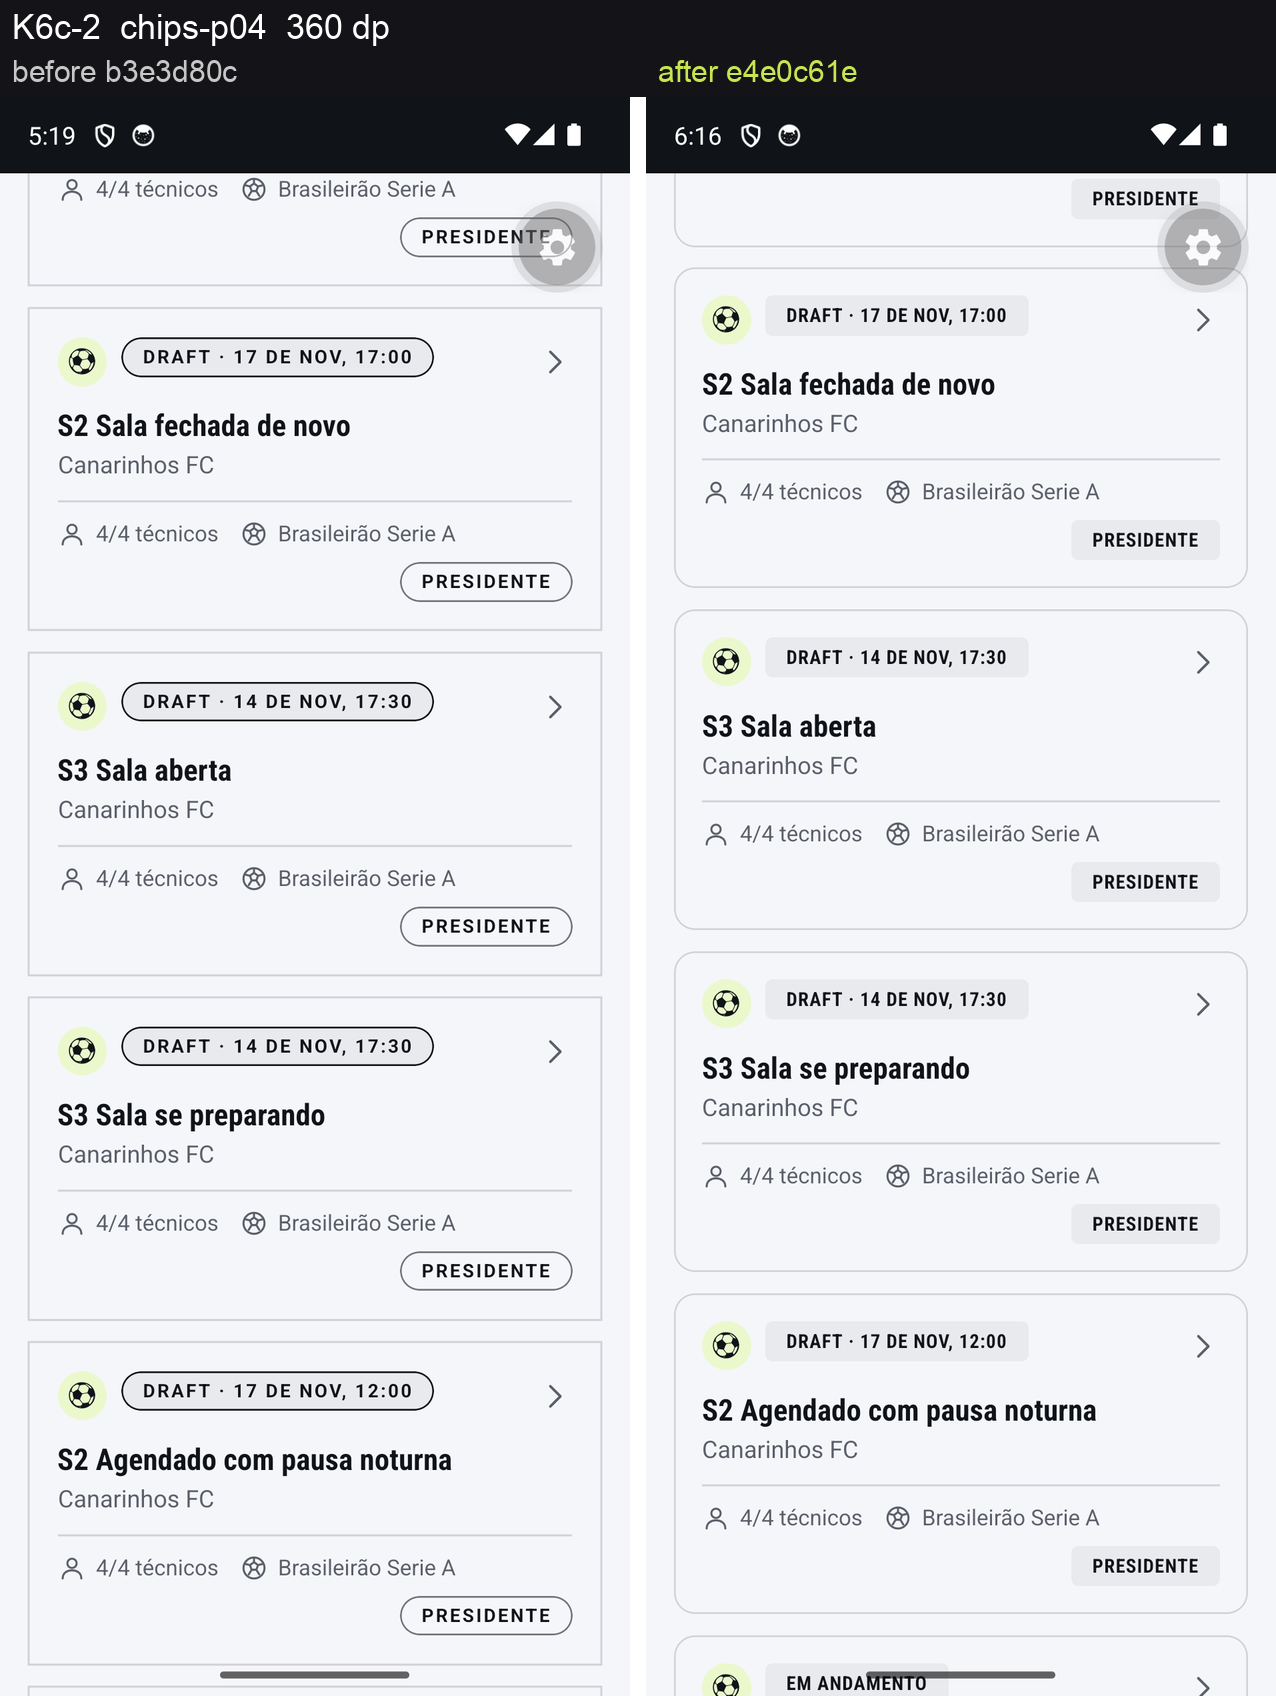 K6c-2 chips-p04 360 dp
before b3e3d80c
after e4e0c61e
5:19
4/4 técnicos Brasileirão Serie A
PRESIDENTE
DRAFT · 17 DE NOV, 17:00
S2 Sala fechada de novo
Canarinhos FC
4/4 técnicos Brasileirão Serie A
PRESIDENTE
DRAFT · 14 DE NOV, 17:30
S3 Sala aberta
Canarinhos FC
4/4 técnicos Brasileirão Serie A
PRESIDENTE
DRAFT · 14 DE NOV, 17:30
S3 Sala se preparando
Canarinhos FC
4/4 técnicos Brasileirão Serie A
PRESIDENTE
DRAFT · 17 DE NOV, 12:00
S2 Agendado com pausa noturna
Canarinhos FC
4/4 técnicos Brasileirão Serie A
PRESIDENTE
6:16
PRESIDENTE
DRAFT · 17 DE NOV, 17:00
S2 Sala fechada de novo
Canarinhos FC
4/4 técnicos Brasileirão Serie A
PRESIDENTE
DRAFT · 14 DE NOV, 17:30
S3 Sala aberta
Canarinhos FC
4/4 técnicos Brasileirão Serie A
PRESIDENTE
DRAFT · 14 DE NOV, 17:30
S3 Sala se preparando
Canarinhos FC
4/4 técnicos Brasileirão Serie A
PRESIDENTE
DRAFT · 17 DE NOV, 12:00
S2 Agendado com pausa noturna
Canarinhos FC
4/4 técnicos Brasileirão Serie A
PRESIDENTE
EM ANDAMENTO